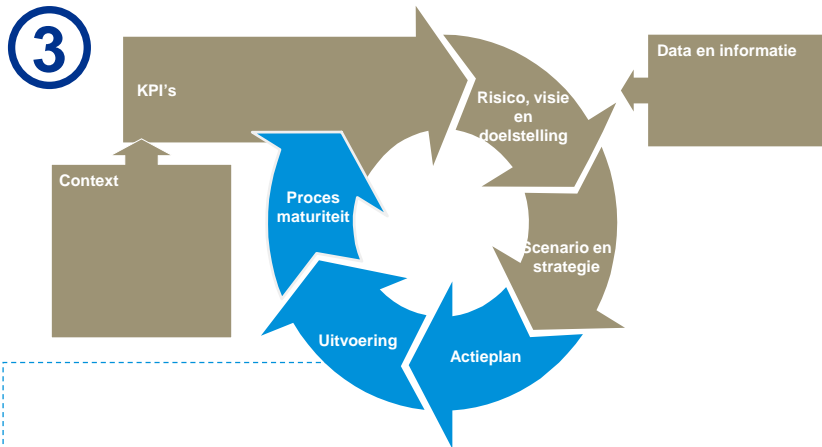 3
KPI's
Data en informatie
Risico, visie
en
doelstelling
Context
Proces
maturiteit
Scenario en
strategie
Uitvoering
Actieplan